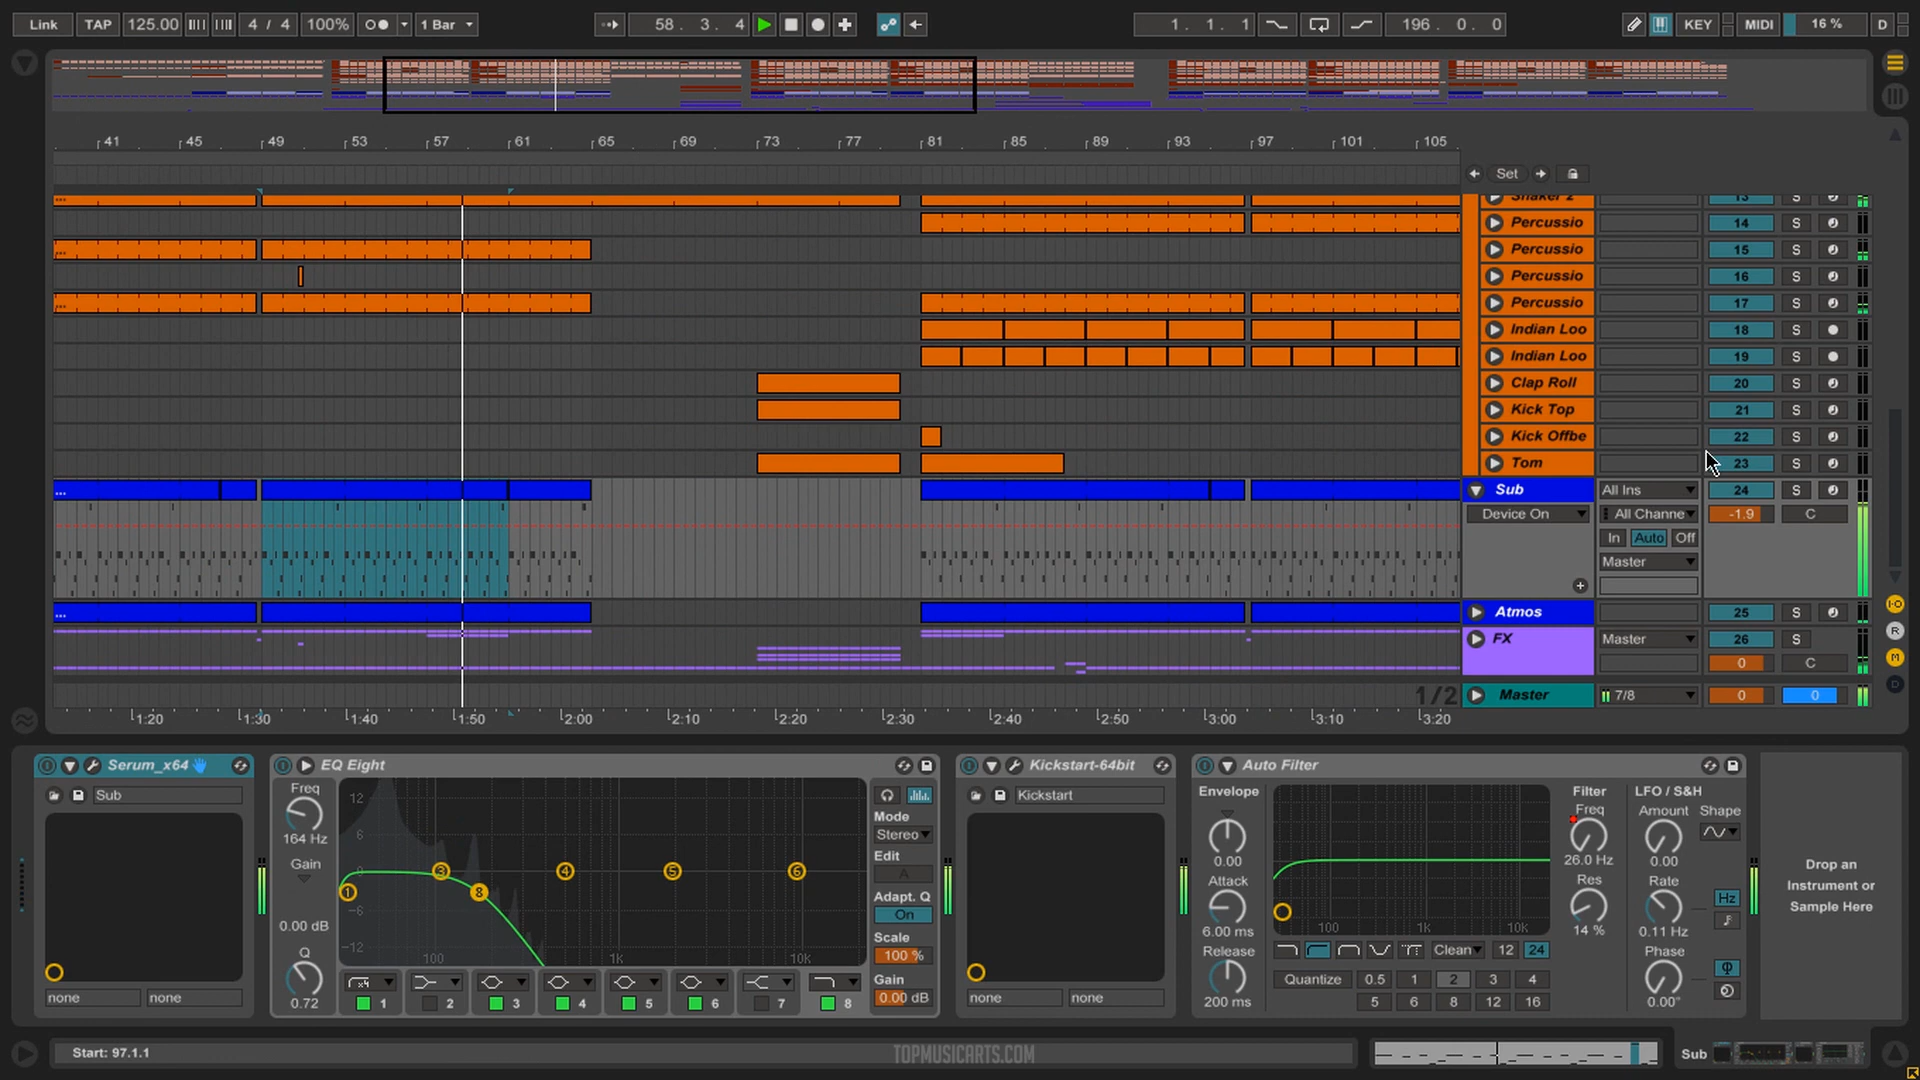 Link TAP 125.00 4 / 4 100% 1 Bar 58. 3. 4 1. 1. 1 196. 0. 0 KEY MIDI 16 % D
41 45 49 53 57 61 65 69 73 77 81 85 89 93 97 101 105
Set
Shaker 2 13 S
Percussio 14 S
Percussio 15 S
Percussio 16 S
Percussio 17 S
Indian Loo 18 S
Indian Loo 19 S
Clap Roll 20 S
Kick Top 21 S
Kick Offbe 22 S
Tom 23 S
Sub All Ins 24 S
Device On All Channe -1.9 C
In Auto Off
Master
Atmos 25 S
FX Master 26 S
0 C
1/2 Master 7/8 0 0
1:20 1:30 1:40 1:50 2:00 2:10 2:20 2:30 2:40 2:50 3:00 3:10 3:20
I-O
R
M
D
Serum_x64 EQ Eight Kickstart-64bit Auto Filter
Sub
none none
Freq
164 Hz
Gain
0.00 dB
Q
0.72
12
6
0
-6
-12
100 1k 10k
1 3 8 4 5 6
x4 1 2 3 4 5 6 7 8
Mode
Stereo
Edit
A
Adapt. Q
On
Scale
100 %
Gain
0.00 dB
Kickstart
none none
Envelope
0.00
Attack
6.00 ms
Release
200 ms
100 1k 10k
Clean 12 24
Quantize 0.5 1 2 3 4
5 6 8 12 16
Filter
Freq
26.0 Hz
Res
14 %
LFO / S&H
Amount Shape
0.00
Rate
Hz
0.11 Hz
Phase
0.00°
Drop an
Instrument or
Sample Here
Start: 97.1.1
TOPMUSICARTS.COM
Sub